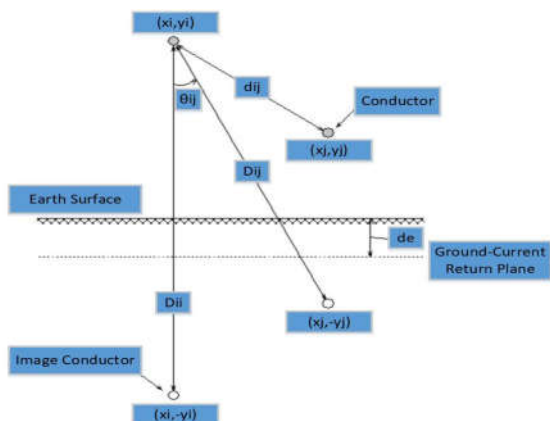 (xi,yi)
θij
dij
Conductor
(xj,yj)
Dij
Earth Surface
de
Ground-Current
Return Plane
Dii
(xj,-yj)
Image Conductor
(xi,-yi)